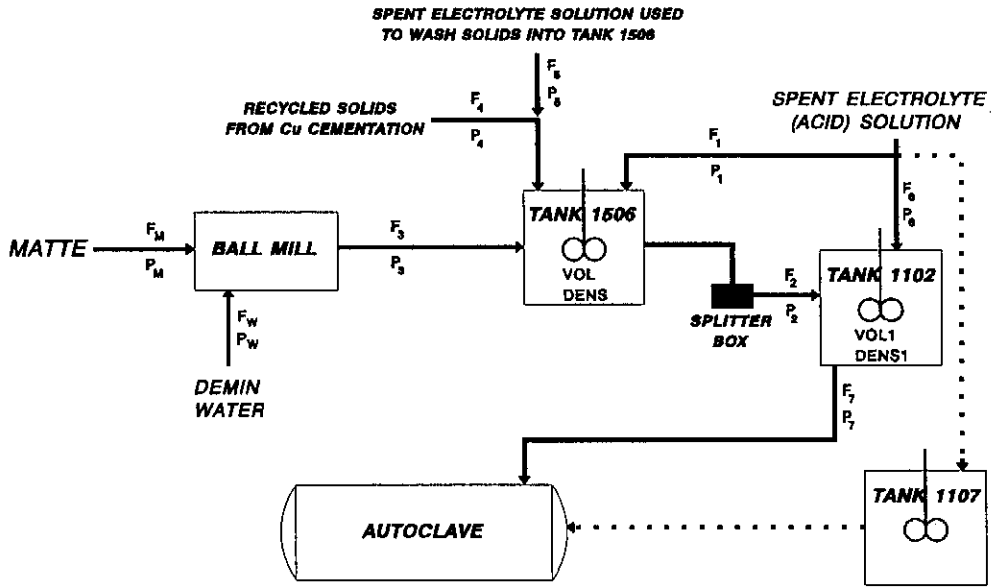 SPENT ELECTROLYTE SOLUTION USED
TO WASH SOLIDS INTO TANK 1506
F5
P5
RECYCLED SOLIDS
FROM Cu CEMENTATION
F4
P4
SPENT ELECTROLYTE
(ACID) SOLUTION
F1
P1
F6
P6
MATTE
FM
PM
BALL MILL
F3
P3
TANK 1506
VOL
DENS
F2
P2
SPLITTER
BOX
TANK 1102
VOL1
DENS1
FW
PW
DEMIN
WATER
F7
P7
AUTOCLAVE
TANK 1107